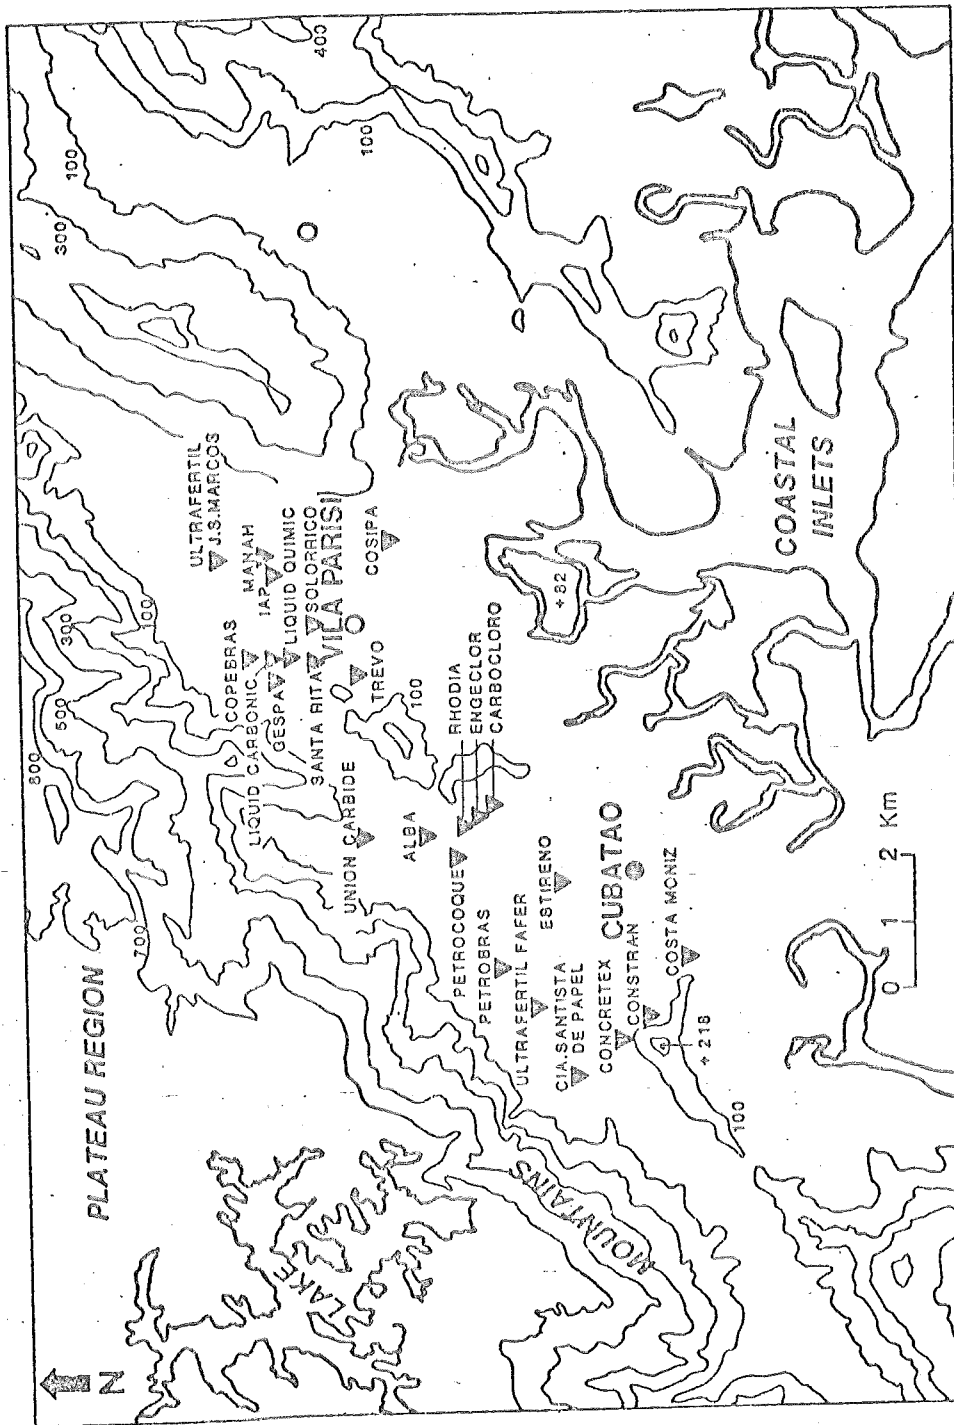 N
PLATEAU REGION
LAKE
MOUNTAINS
800
500
300
100
700
300
100
400
100
ULTRAFERTIL
J.S.MARCOS
COPEBRAS
LIQUID CARBONIC
MANAH
IAP
GESPA
LIQUID QUIMIC
SANTA RITA
SOLORRICO
VILA PARISI
UNION CARBIDE
TREVO
COSIPA
ALBA
100
RHODIA
ENGECLOR
CARBOCLORO
PETROCOQUE
PETROBRAS
ULTRAFERTIL FAFER
ESTIRENO
CIA.SANTISTA
DE PAPEL
CONCRETEX
CONSTRAN
CUBATAO
COSTA MONIZ
+ 82
+ 218
100
COASTAL
INLETS
0 1 2 Km